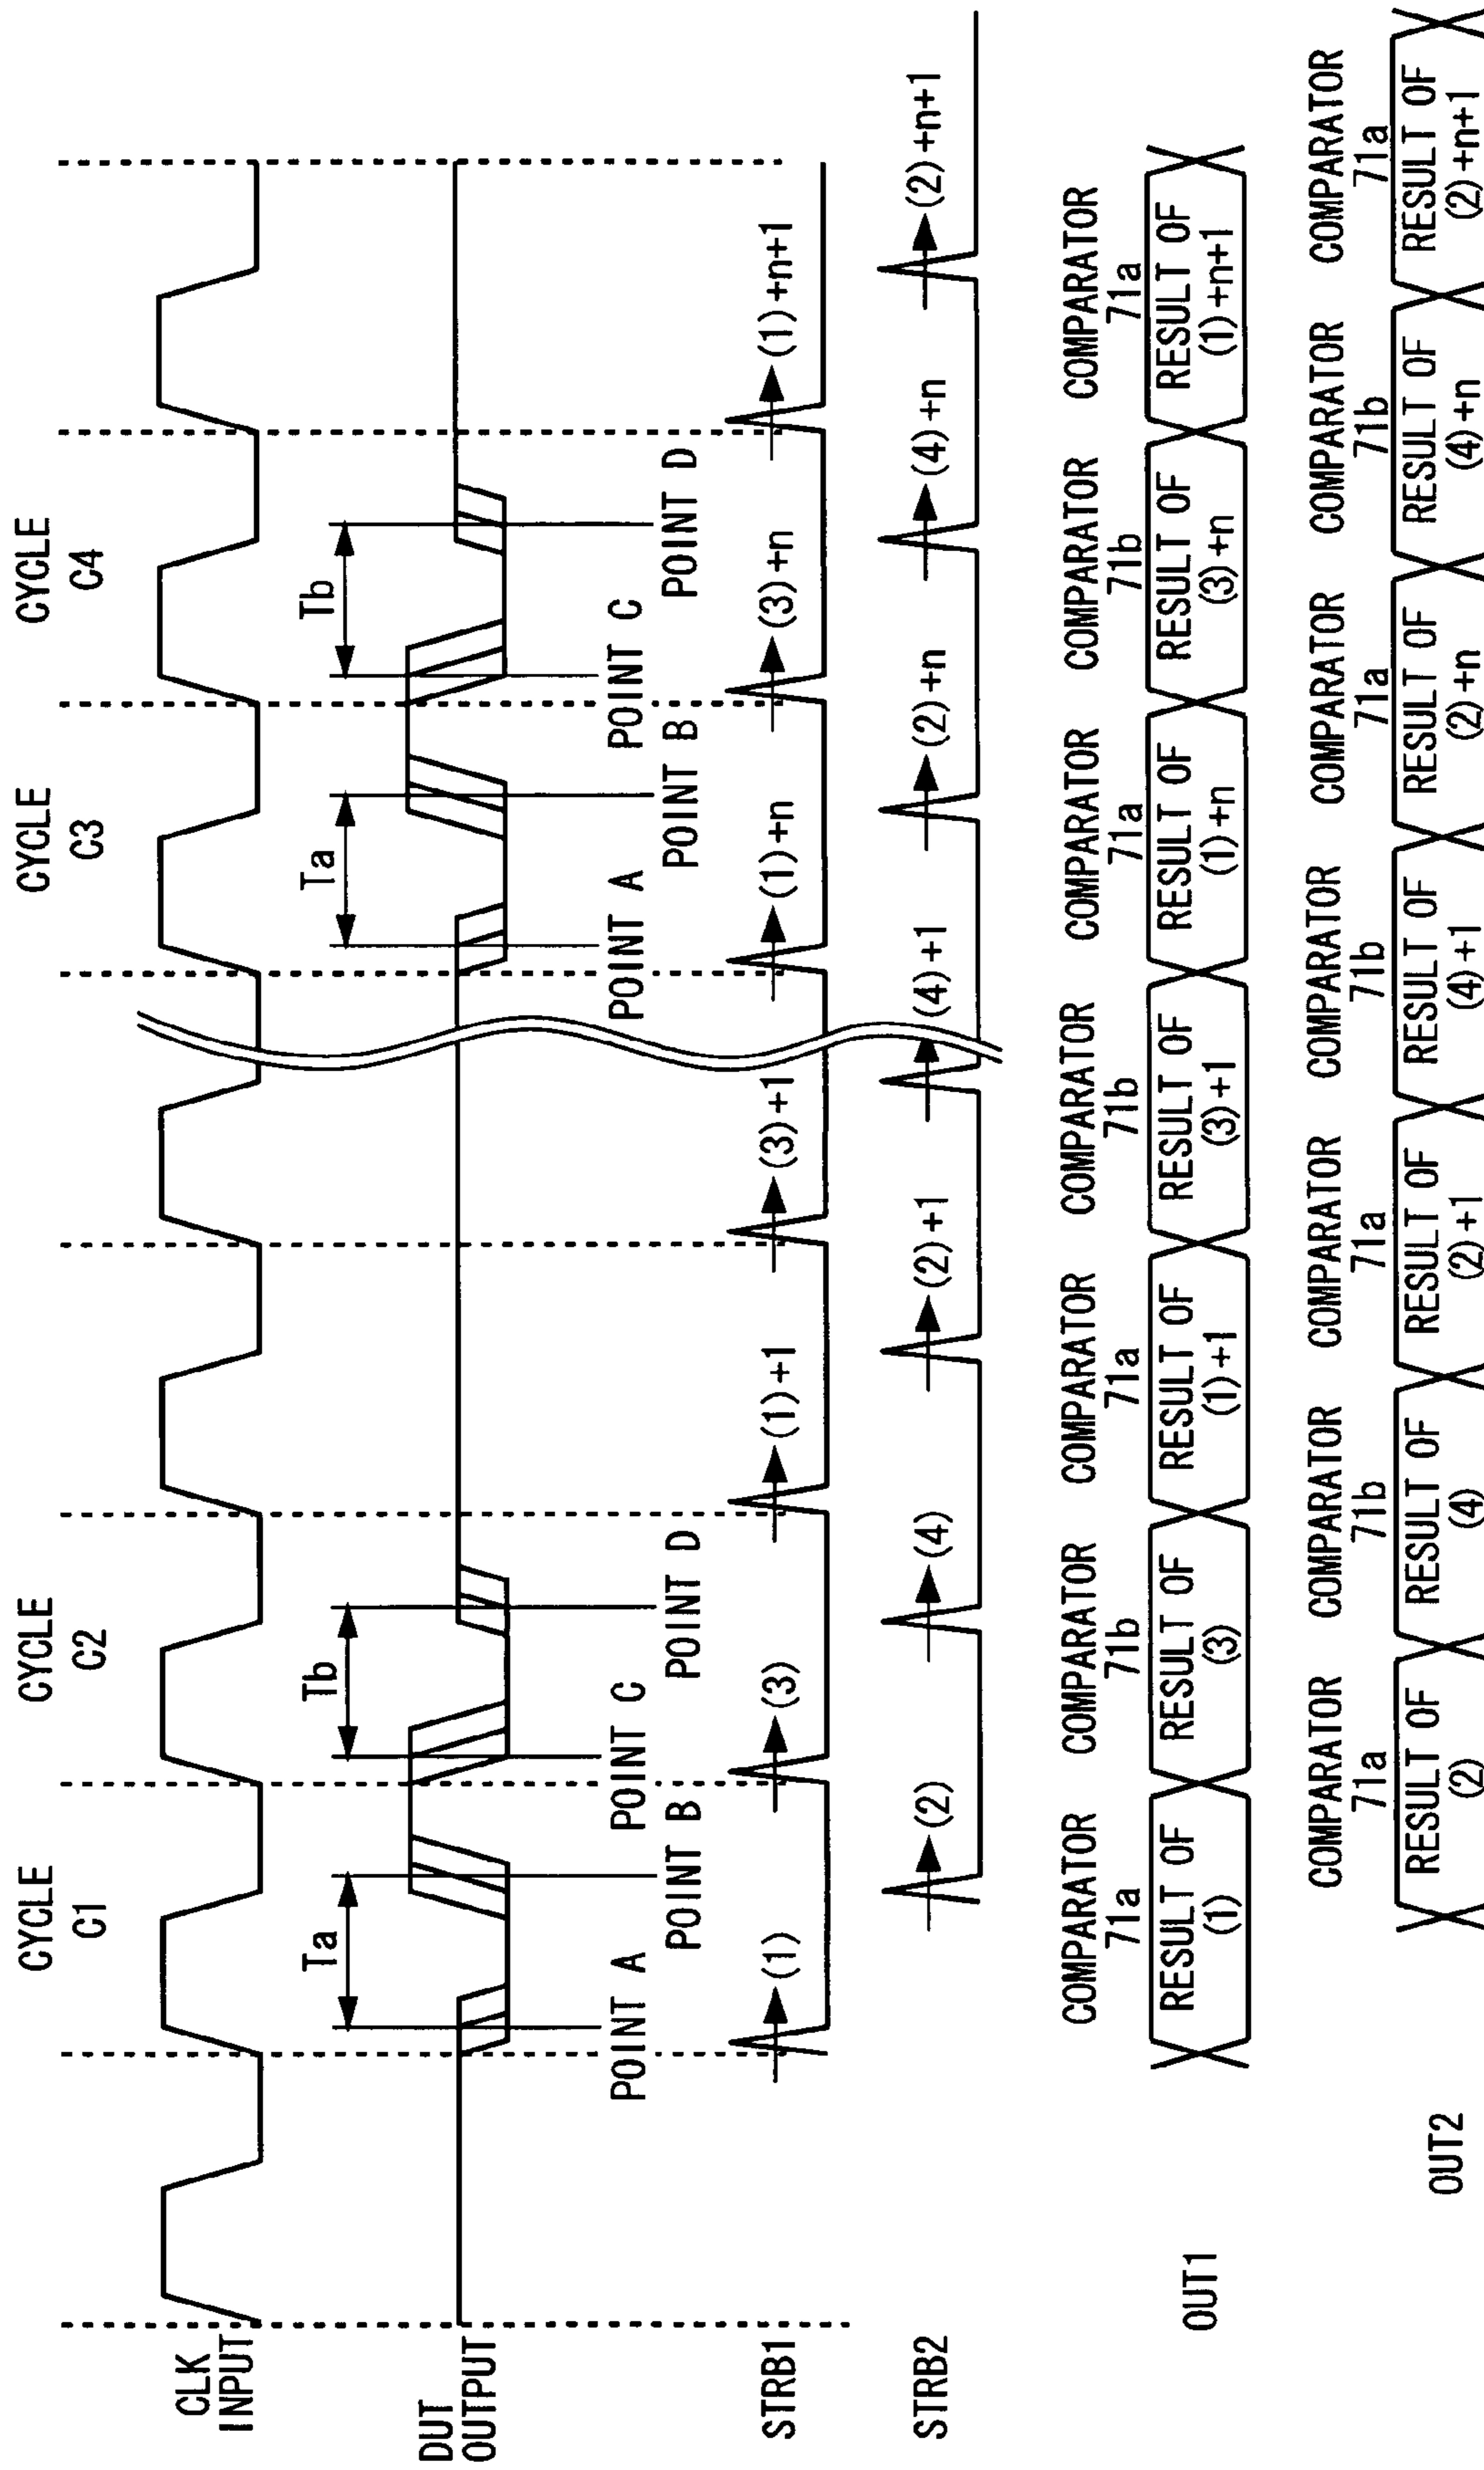 CYCLE
C1
CYCLE
C2
CYCLE
C3
CYCLE
C4
CLK
INPUT
Ta
Tb
Ta
Tb
DUT
OUTPUT
POINT A
POINT C
POINT A
POINT C
POINT B
POINT D
POINT B
POINT D
STRB1
(1)
(3)
(1)+1
(3)+1
(1)+n
(3)+n
(1)+n+1
STRB2
(2)
(4)
(2)+1
(4)+1
(2)+n
(4)+n
(2)+n+1
OUT1
COMPARATOR
71a
RESULT OF
(1)
COMPARATOR
71b
RESULT OF
(3)
COMPARATOR
71a
RESULT OF
(1)+1
COMPARATOR
71b
RESULT OF
(3)+1
COMPARATOR
71a
RESULT OF
(1)+n
COMPARATOR
71b
RESULT OF
(3)+n
COMPARATOR
71a
RESULT OF
(1)+n+1
OUT2
COMPARATOR
71a
RESULT OF
(2)
COMPARATOR
71b
RESULT OF
(4)
COMPARATOR
71a
RESULT OF
(2)+1
COMPARATOR
71b
RESULT OF
(4)+1
COMPARATOR
71a
RESULT OF
(2)+n
COMPARATOR
71b
RESULT OF
(4)+n
COMPARATOR
71a
RESULT OF
(2)+n+1